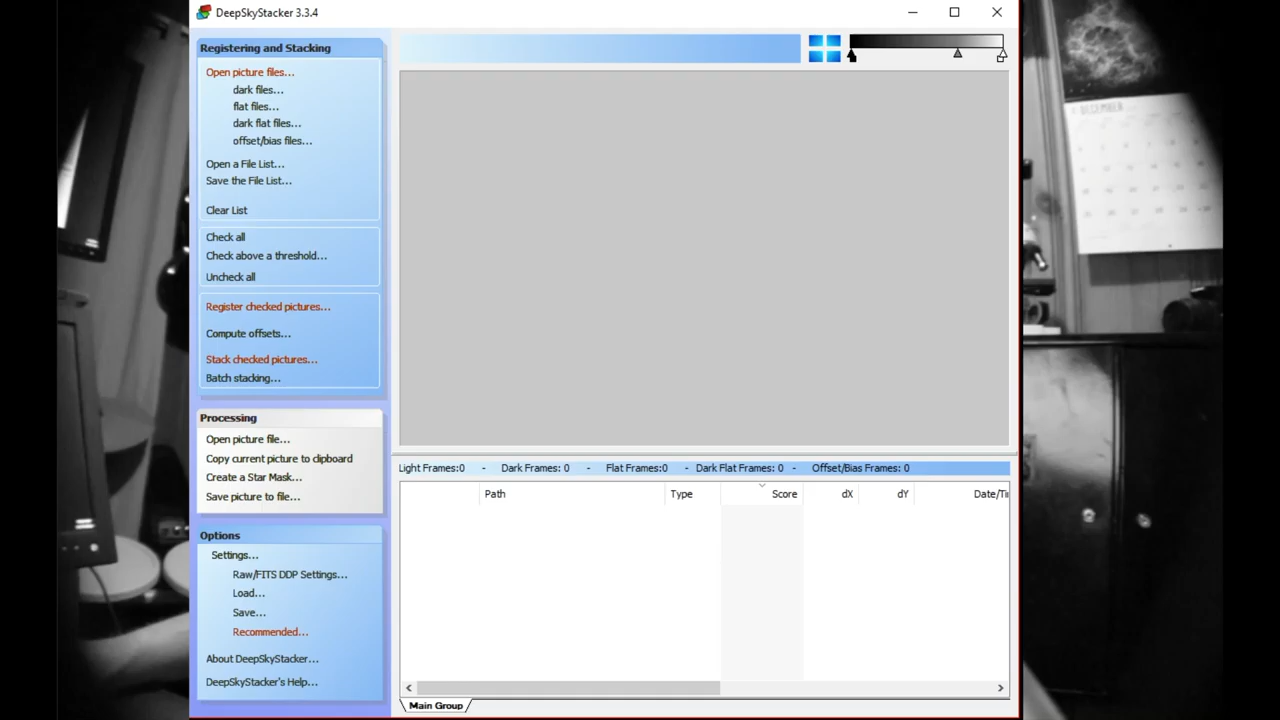 DeepSkyStacker 3.3.4
Registering and Stacking
Open picture files...
dark files...
flat files...
dark flat files...
offset/bias files...
Open a File List...
Save the File List...
Clear List
Check all
Check above a threshold...
Uncheck all
Register checked pictures...
Compute offsets...
Stack checked pictures...
Batch stacking...
Processing
Open picture file...
Copy current picture to clipboard
Create a Star Mask...
Save picture to file...
Options
Settings...
Raw/FITS DDP Settings...
Load...
Save...
Recommended...
About DeepSkyStacker...
DeepSkyStacker's Help...
Light Frames:0 - Dark Frames: 0 - Flat Frames:0 - Dark Flat Frames: 0 - Offset/Bias Frames: 0
Path Type Score dX dY Date/Ti
Main Group
DECEMBER